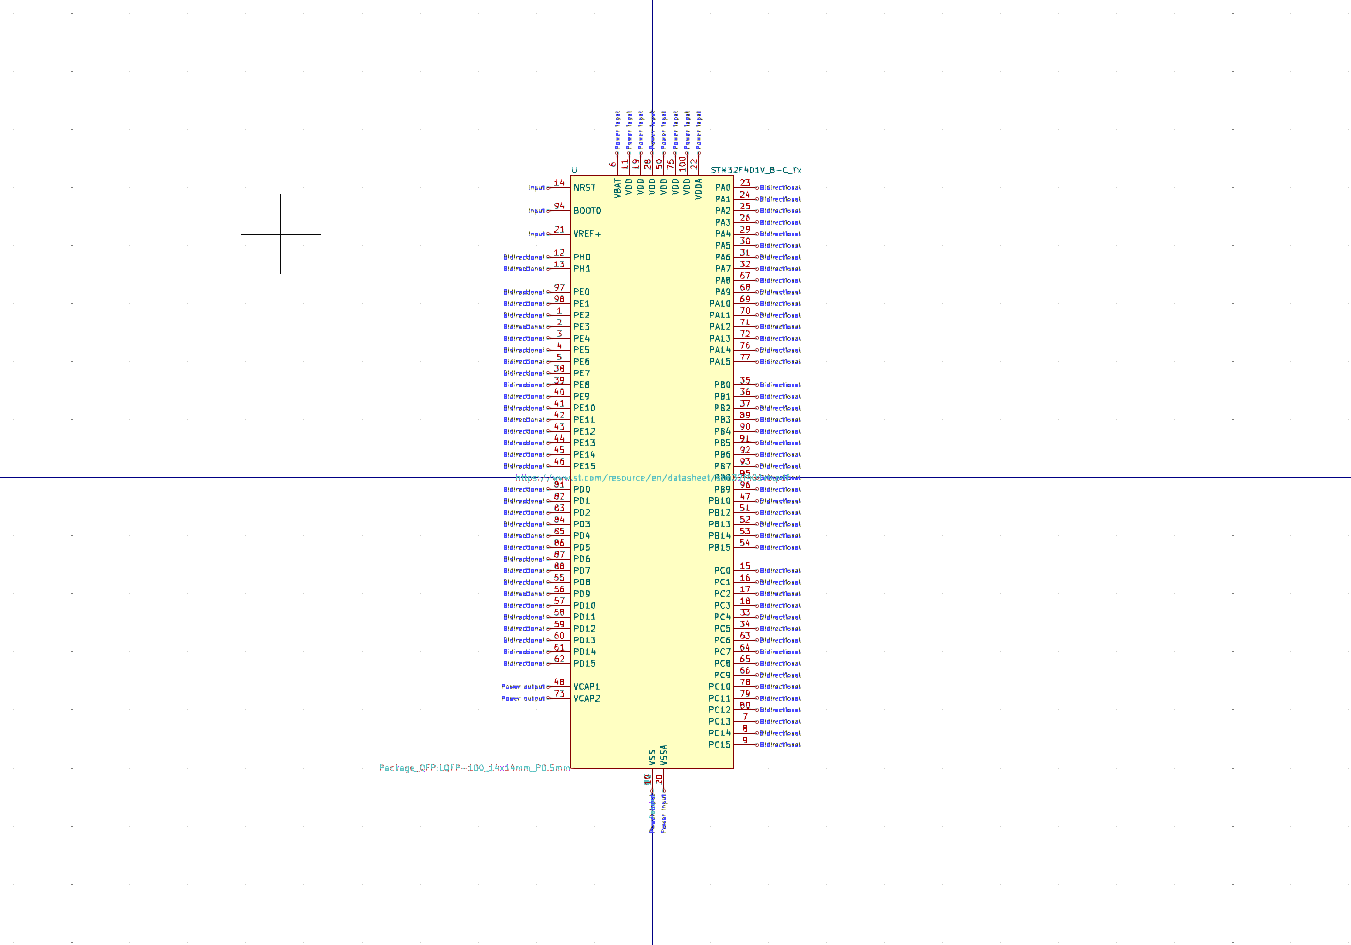 Power input Power input Power input Power input Power input Power input Power input Power input
6 11 19 28 50 75 100 22
U STM32F401V_B-C_Tx
VBAT VDD VDD VDD VDD VDD VDD VDDA
Input 14 NRST PA0 23 Bidirectional
PA1 24 Bidirectional
Input 94 BOOT0 PA2 25 Bidirectional
PA3 26 Bidirectional
Input 21 VREF+ PA4 29 Bidirectional
PA5 30 Bidirectional
Bidirectional 12 PH0 PA6 31 Bidirectional
Bidirectional 13 PH1 PA7 32 Bidirectional
PA8 67 Bidirectional
Bidirectional 97 PE0 PA9 68 Bidirectional
Bidirectional 98 PE1 PA10 69 Bidirectional
Bidirectional 1 PE2 PA11 70 Bidirectional
Bidirectional 2 PE3 PA12 71 Bidirectional
Bidirectional 3 PE4 PA13 72 Bidirectional
Bidirectional 4 PE5 PA14 76 Bidirectional
Bidirectional 5 PE6 PA15 77 Bidirectional
Bidirectional 38 PE7
Bidirectional 39 PE8 PB0 35 Bidirectional
Bidirectional 40 PE9 PB1 36 Bidirectional
Bidirectional 41 PE10 PB2 37 Bidirectional
Bidirectional 42 PE11 PB3 89 Bidirectional
Bidirectional 43 PE12 PB4 90 Bidirectional
Bidirectional 44 PE13 PB5 91 Bidirectional
Bidirectional 45 PE14 PB6 92 Bidirectional
Bidirectional 46 PE15 PB7 93 Bidirectional
https://www.st.com/resource/en/datasheet/ 95
Bidirectional 81 PD0 PB9 96 Bidirectional
Bidirectional 82 PD1 PB10 47 Bidirectional
Bidirectional 83 PD2 PB12 51 Bidirectional
Bidirectional 84 PD3 PB13 52 Bidirectional
Bidirectional 85 PD4 PB14 53 Bidirectional
Bidirectional 86 PD5 PB15 54 Bidirectional
Bidirectional 87 PD6
Bidirectional 88 PD7 PC0 15 Bidirectional
Bidirectional 55 PD8 PC1 16 Bidirectional
Bidirectional 56 PD9 PC2 17 Bidirectional
Bidirectional 57 PD10 PC3 18 Bidirectional
Bidirectional 58 PD11 PC4 33 Bidirectional
Bidirectional 59 PD12 PC5 34 Bidirectional
Bidirectional 60 PD13 PC6 63 Bidirectional
Bidirectional 61 PD14 PC7 64 Bidirectional
Bidirectional 62 PD15 PC8 65 Bidirectional
PC9 66 Bidirectional
Power output 48 VCAP1 PC10 78 Bidirectional
Power output 73 VCAP2 PC11 79 Bidirectional
PC12 80 Bidirectional
PC13 7 Bidirectional
PC14 8 Bidirectional
PC15 9 Bidirectional
VSS VSSA
Package_QFP:LQFP-100_14x14mm_P0.5mm
20
Power input